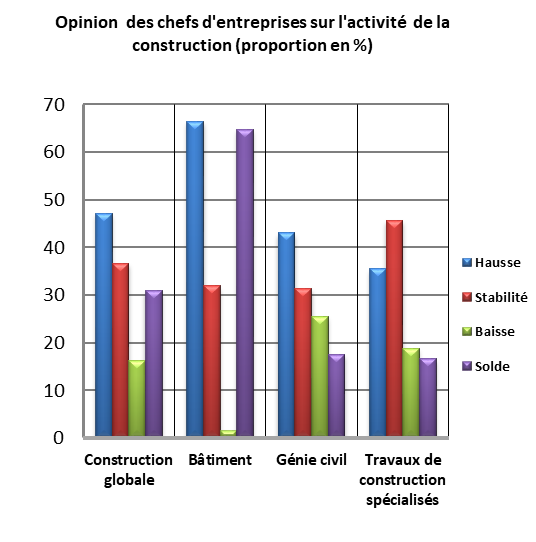 Opinion des chefs d'entreprises sur l'activité de la
construction (proportion en %)
70
60
50
40
30
20
10
0
Hausse
Stabilité
Baisse
Solde
Construction
globale
Bâtiment
Génie civil
Travaux de
construction
spécialisés